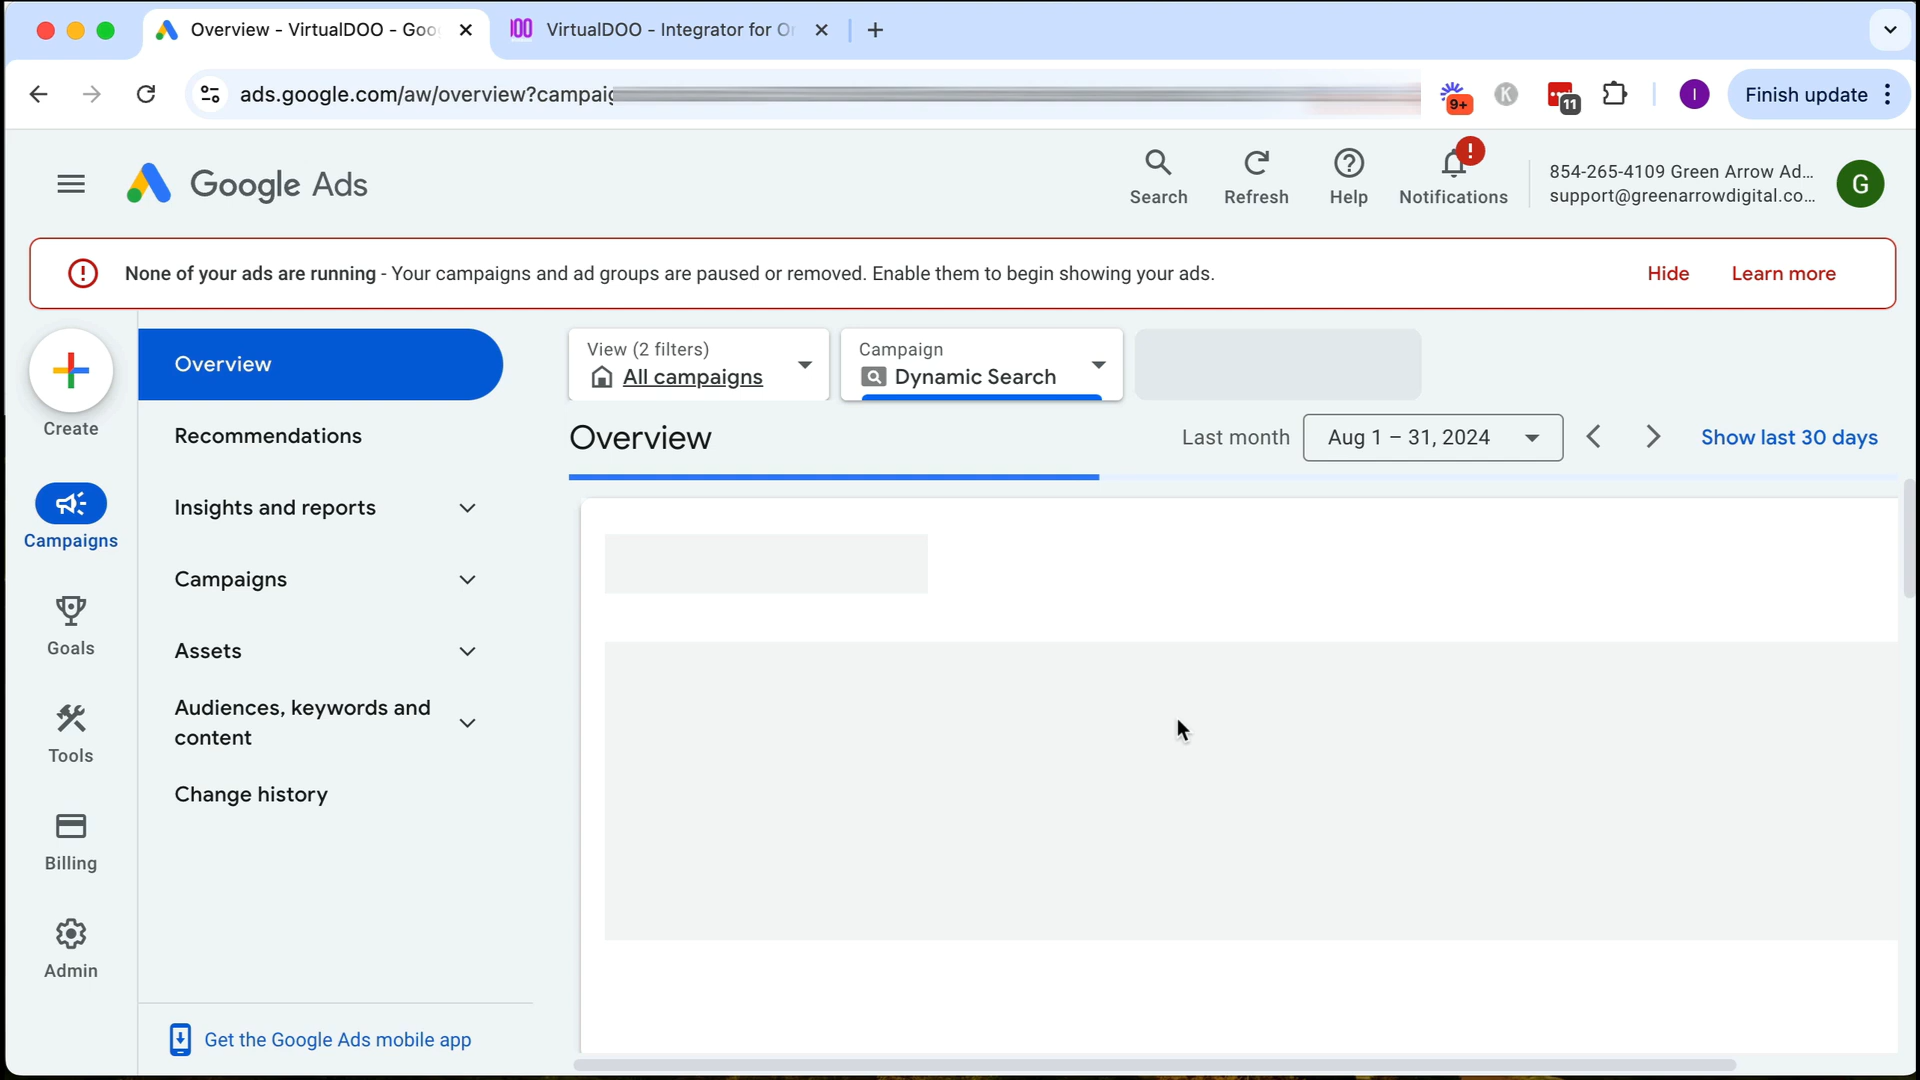 Overview - VirtualDOO - Goo
VirtualDOO - Integrator for O
ads.google.com/aw/overview?campaig
9+
K
11
I
Finish update
Google Ads
Search
Refresh
Help
!
Notifications
854-265-4109 Green Arrow Ad...
support@greenarrowdigital.co...
G
None of your ads are running - Your campaigns and ad groups are paused or removed. Enable them to begin showing your ads.
Hide
Learn more
Create
Campaigns
Goals
Tools
Billing
Admin
Overview
Recommendations
Insights and reports
Campaigns
Assets
Audiences, keywords and
content
Change history
Get the Google Ads mobile app
View (2 filters)
All campaigns
Campaign
Dynamic Search
Overview
Last month
Aug 1 – 31, 2024
Show last 30 days